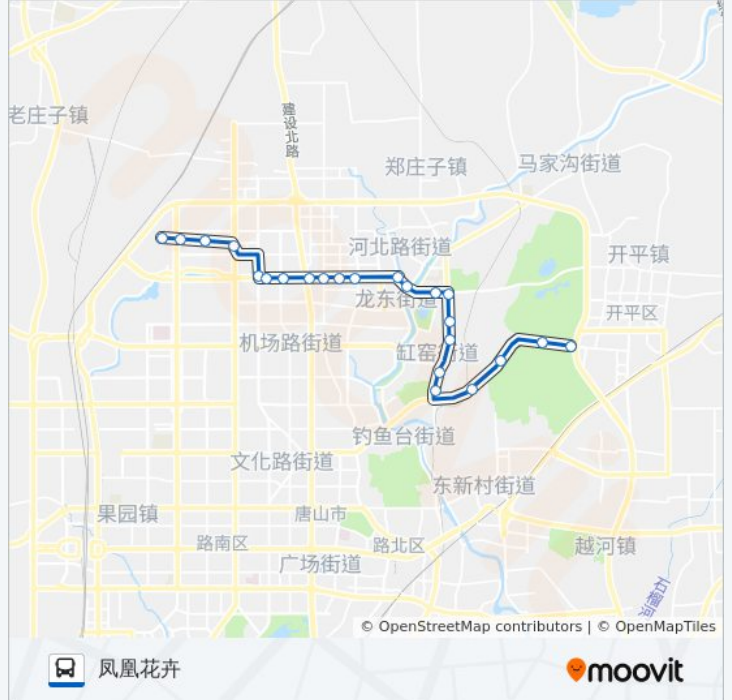 老庄子镇
建设北路
郑庄子镇
马家沟街道
河北路街道
开平镇
龙东街道
开平区
机场路街道
缸窑街道
钓鱼台街道
文化路街道
东新村街道
果园镇
唐山市
路南区
路北区
越河镇
广场街道
石榴河
© OpenStreetMap contributors | © OpenMapTiles
凤凰花卉
moovit